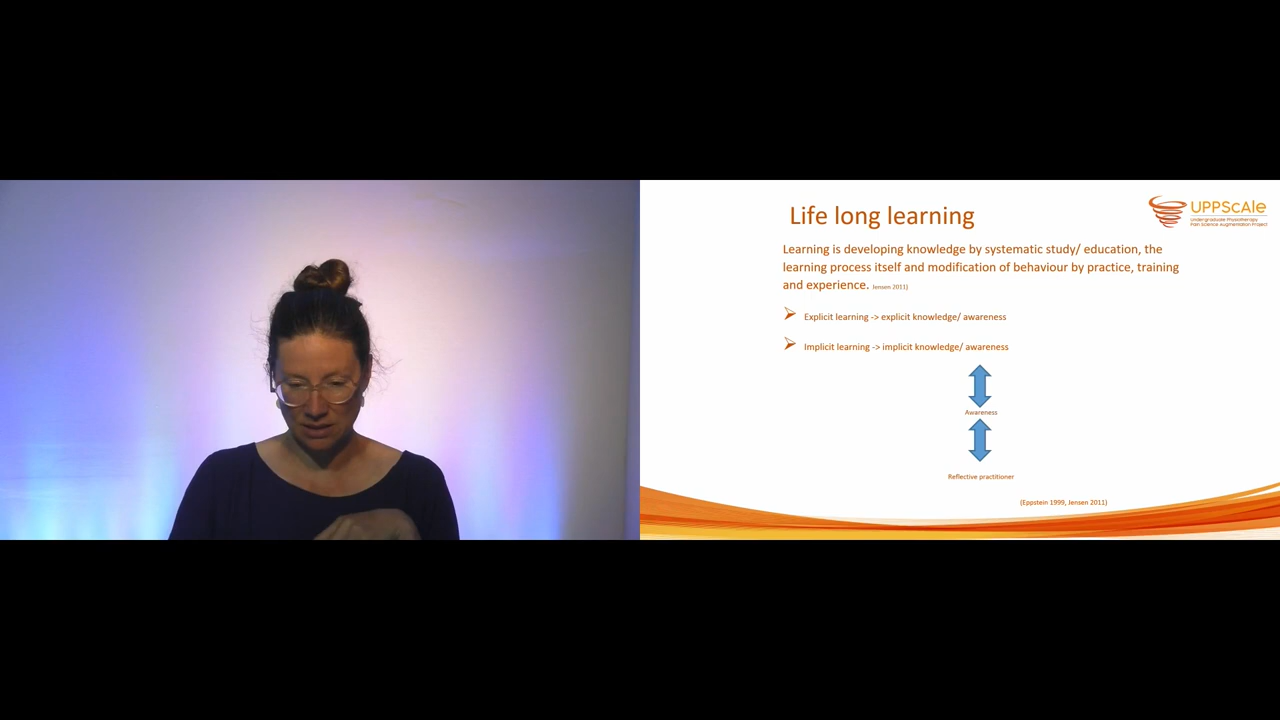 Life long learning
UPPScale
Undergraduate Physiotherapy
Pain Science Augmentation Project
Learning is developing knowledge by systematic study/ education, the
learning process itself and modification of behaviour by practice, training
and experience. Jensen 2011)
Explicit learning -> explicit knowledge/ awareness
Implicit learning -> implicit knowledge/ awareness
Awareness
Reflective practitioner
(Eppstein 1999, Jensen 2011)